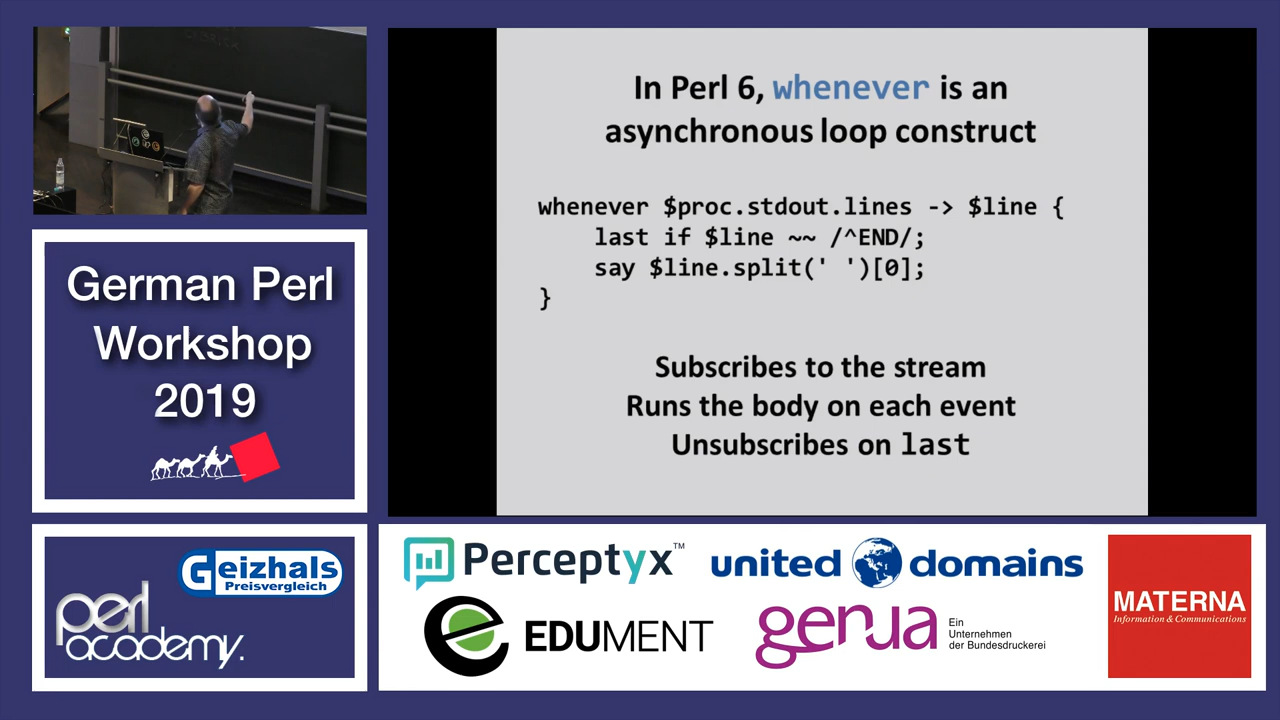 In Perl 6, whenever is an
asynchronous loop construct
whenever $proc.stdout.lines -> $line {
    last if $line ~~ /^END/;
    say $line.split(' ')[0];
}
Subscribes to the stream
Runs the body on each event
Unsubscribes on last
German Perl
Workshop
2019
Geizhals
Preisvergleich
perl
academy.
Perceptyx™
united domains
EDUMENT
genua
Ein
Unternehmen
der Bundesdruckerei
MATERNA
Information & Communications